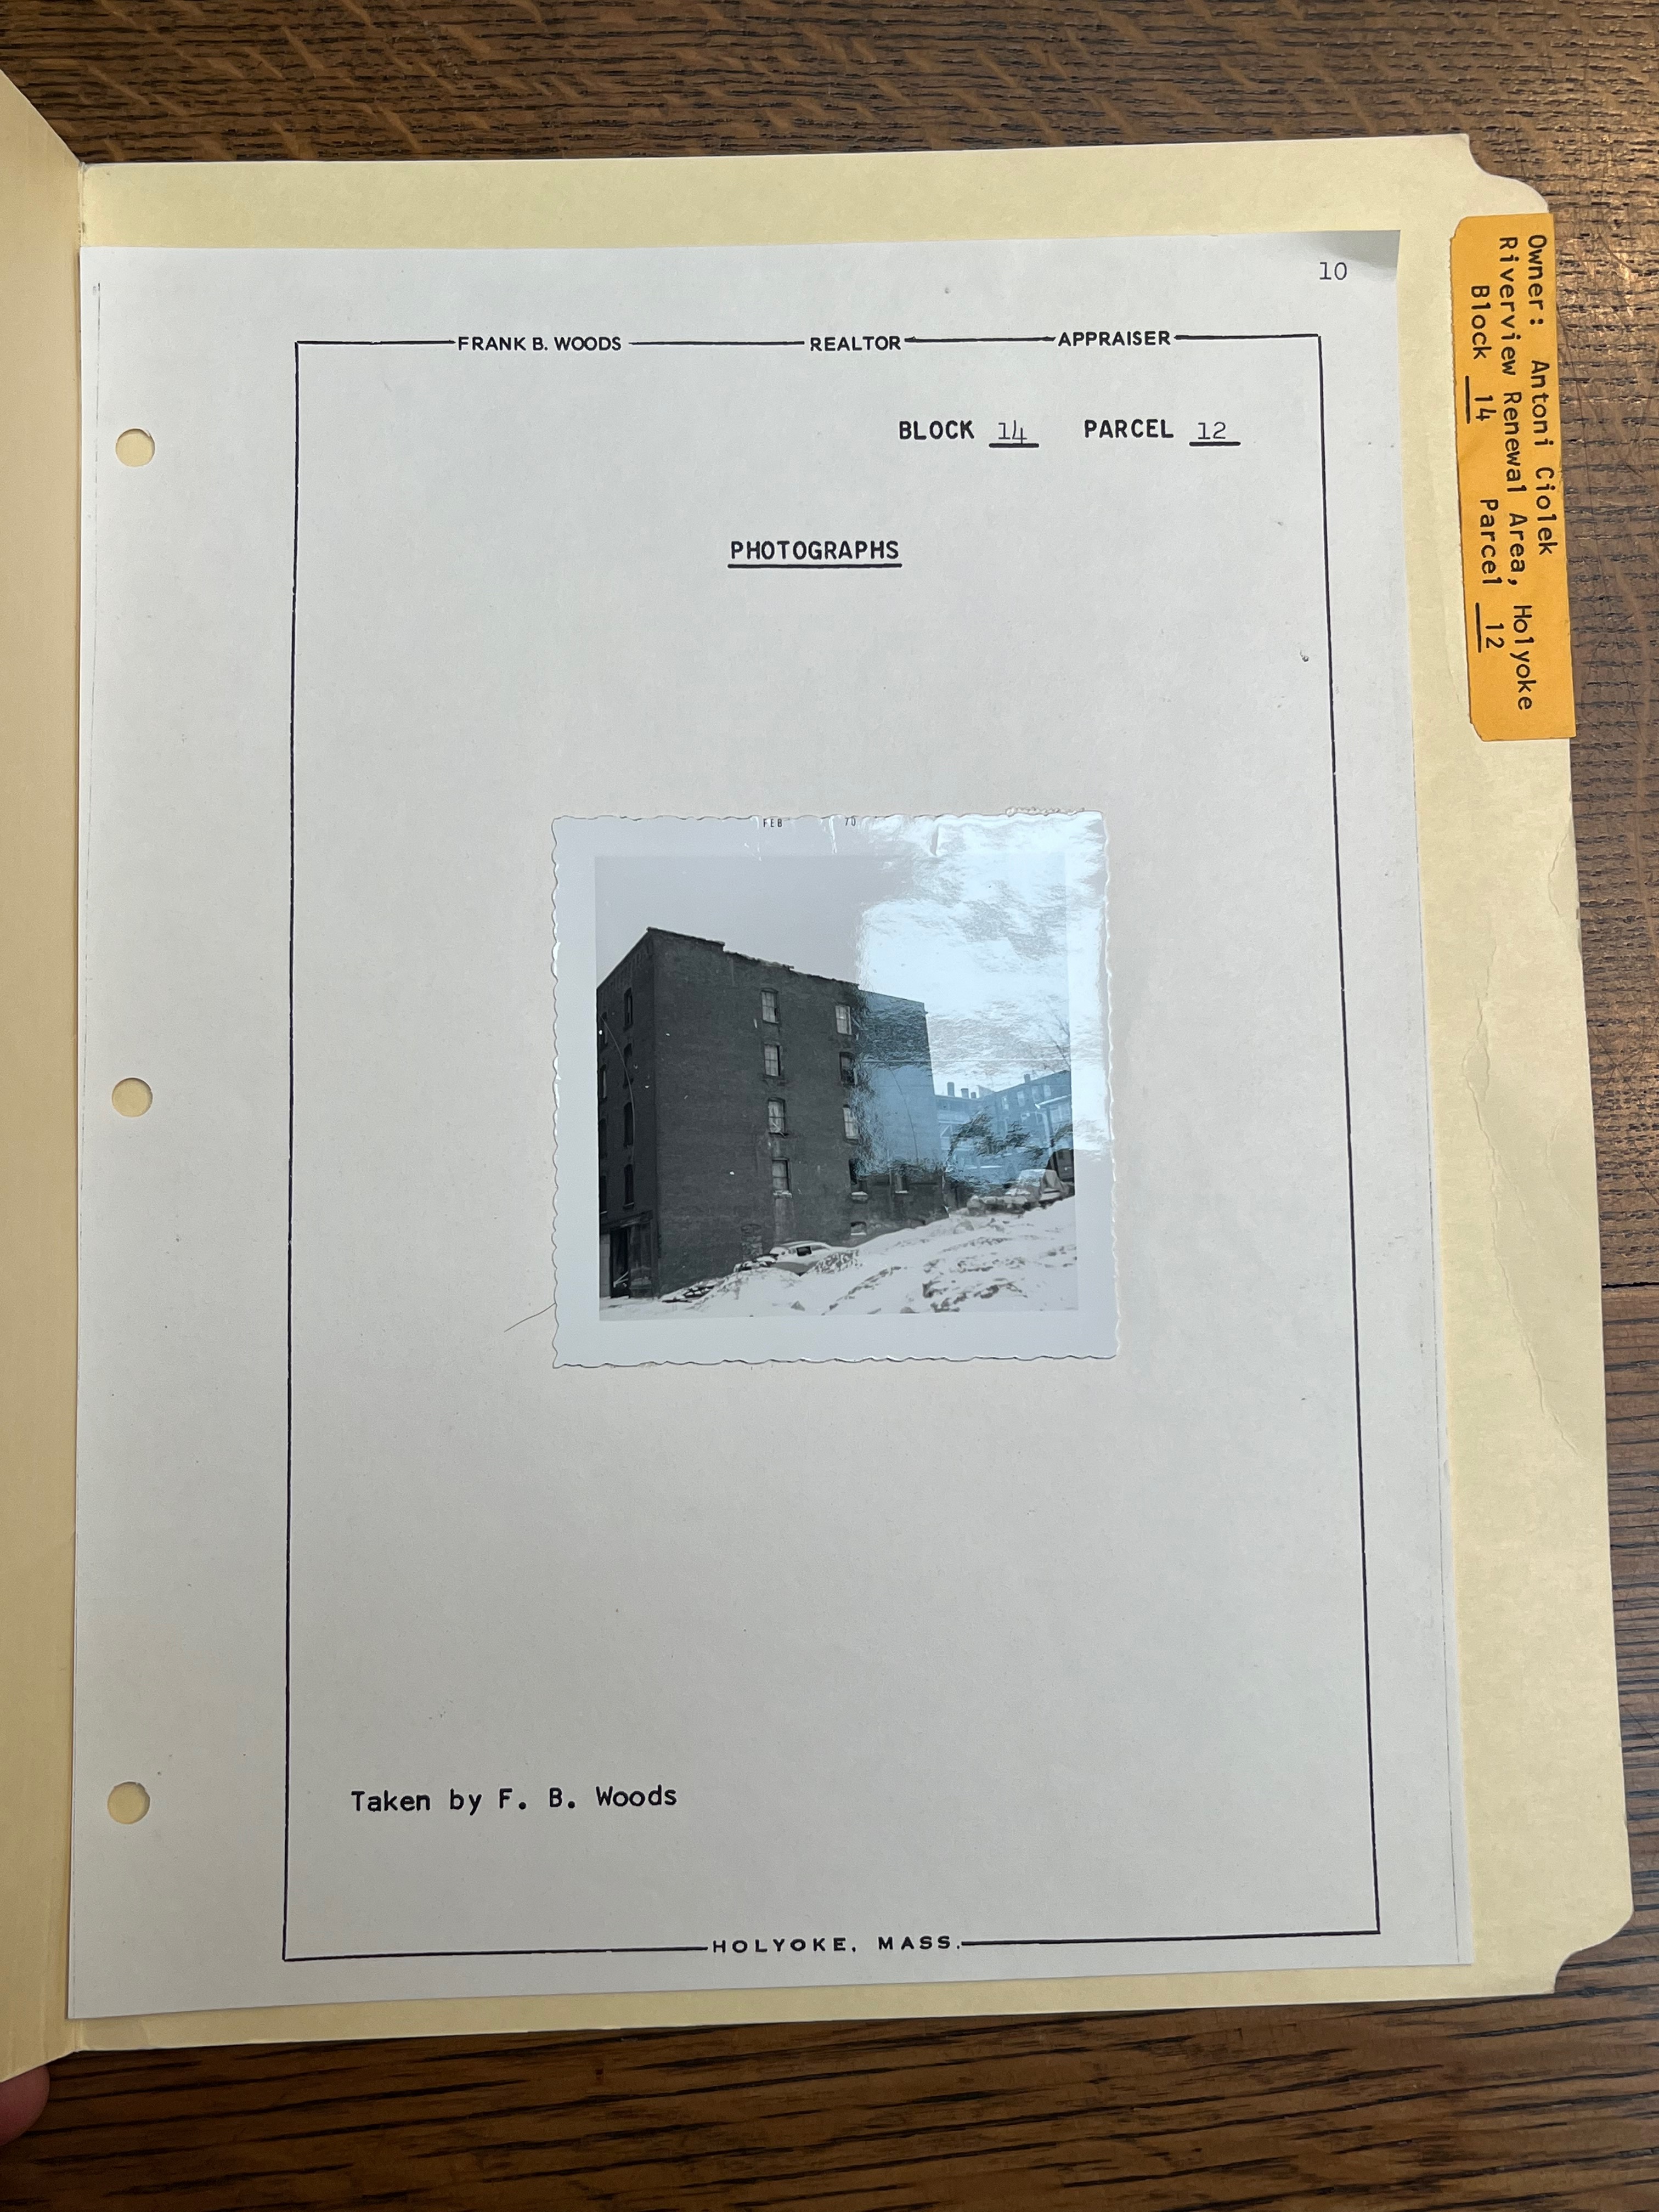 10
FRANK B. WOODS REALTOR APPRAISER
BLOCK 14 PARCEL 12
PHOTOGRAPHS
FEB 70
Taken by F. B. Woods
HOLYOKE, MASS.
Owner: Antoni Ciolek
Riverview Renewal Area, Holyoke
Block 14 Parcel 12